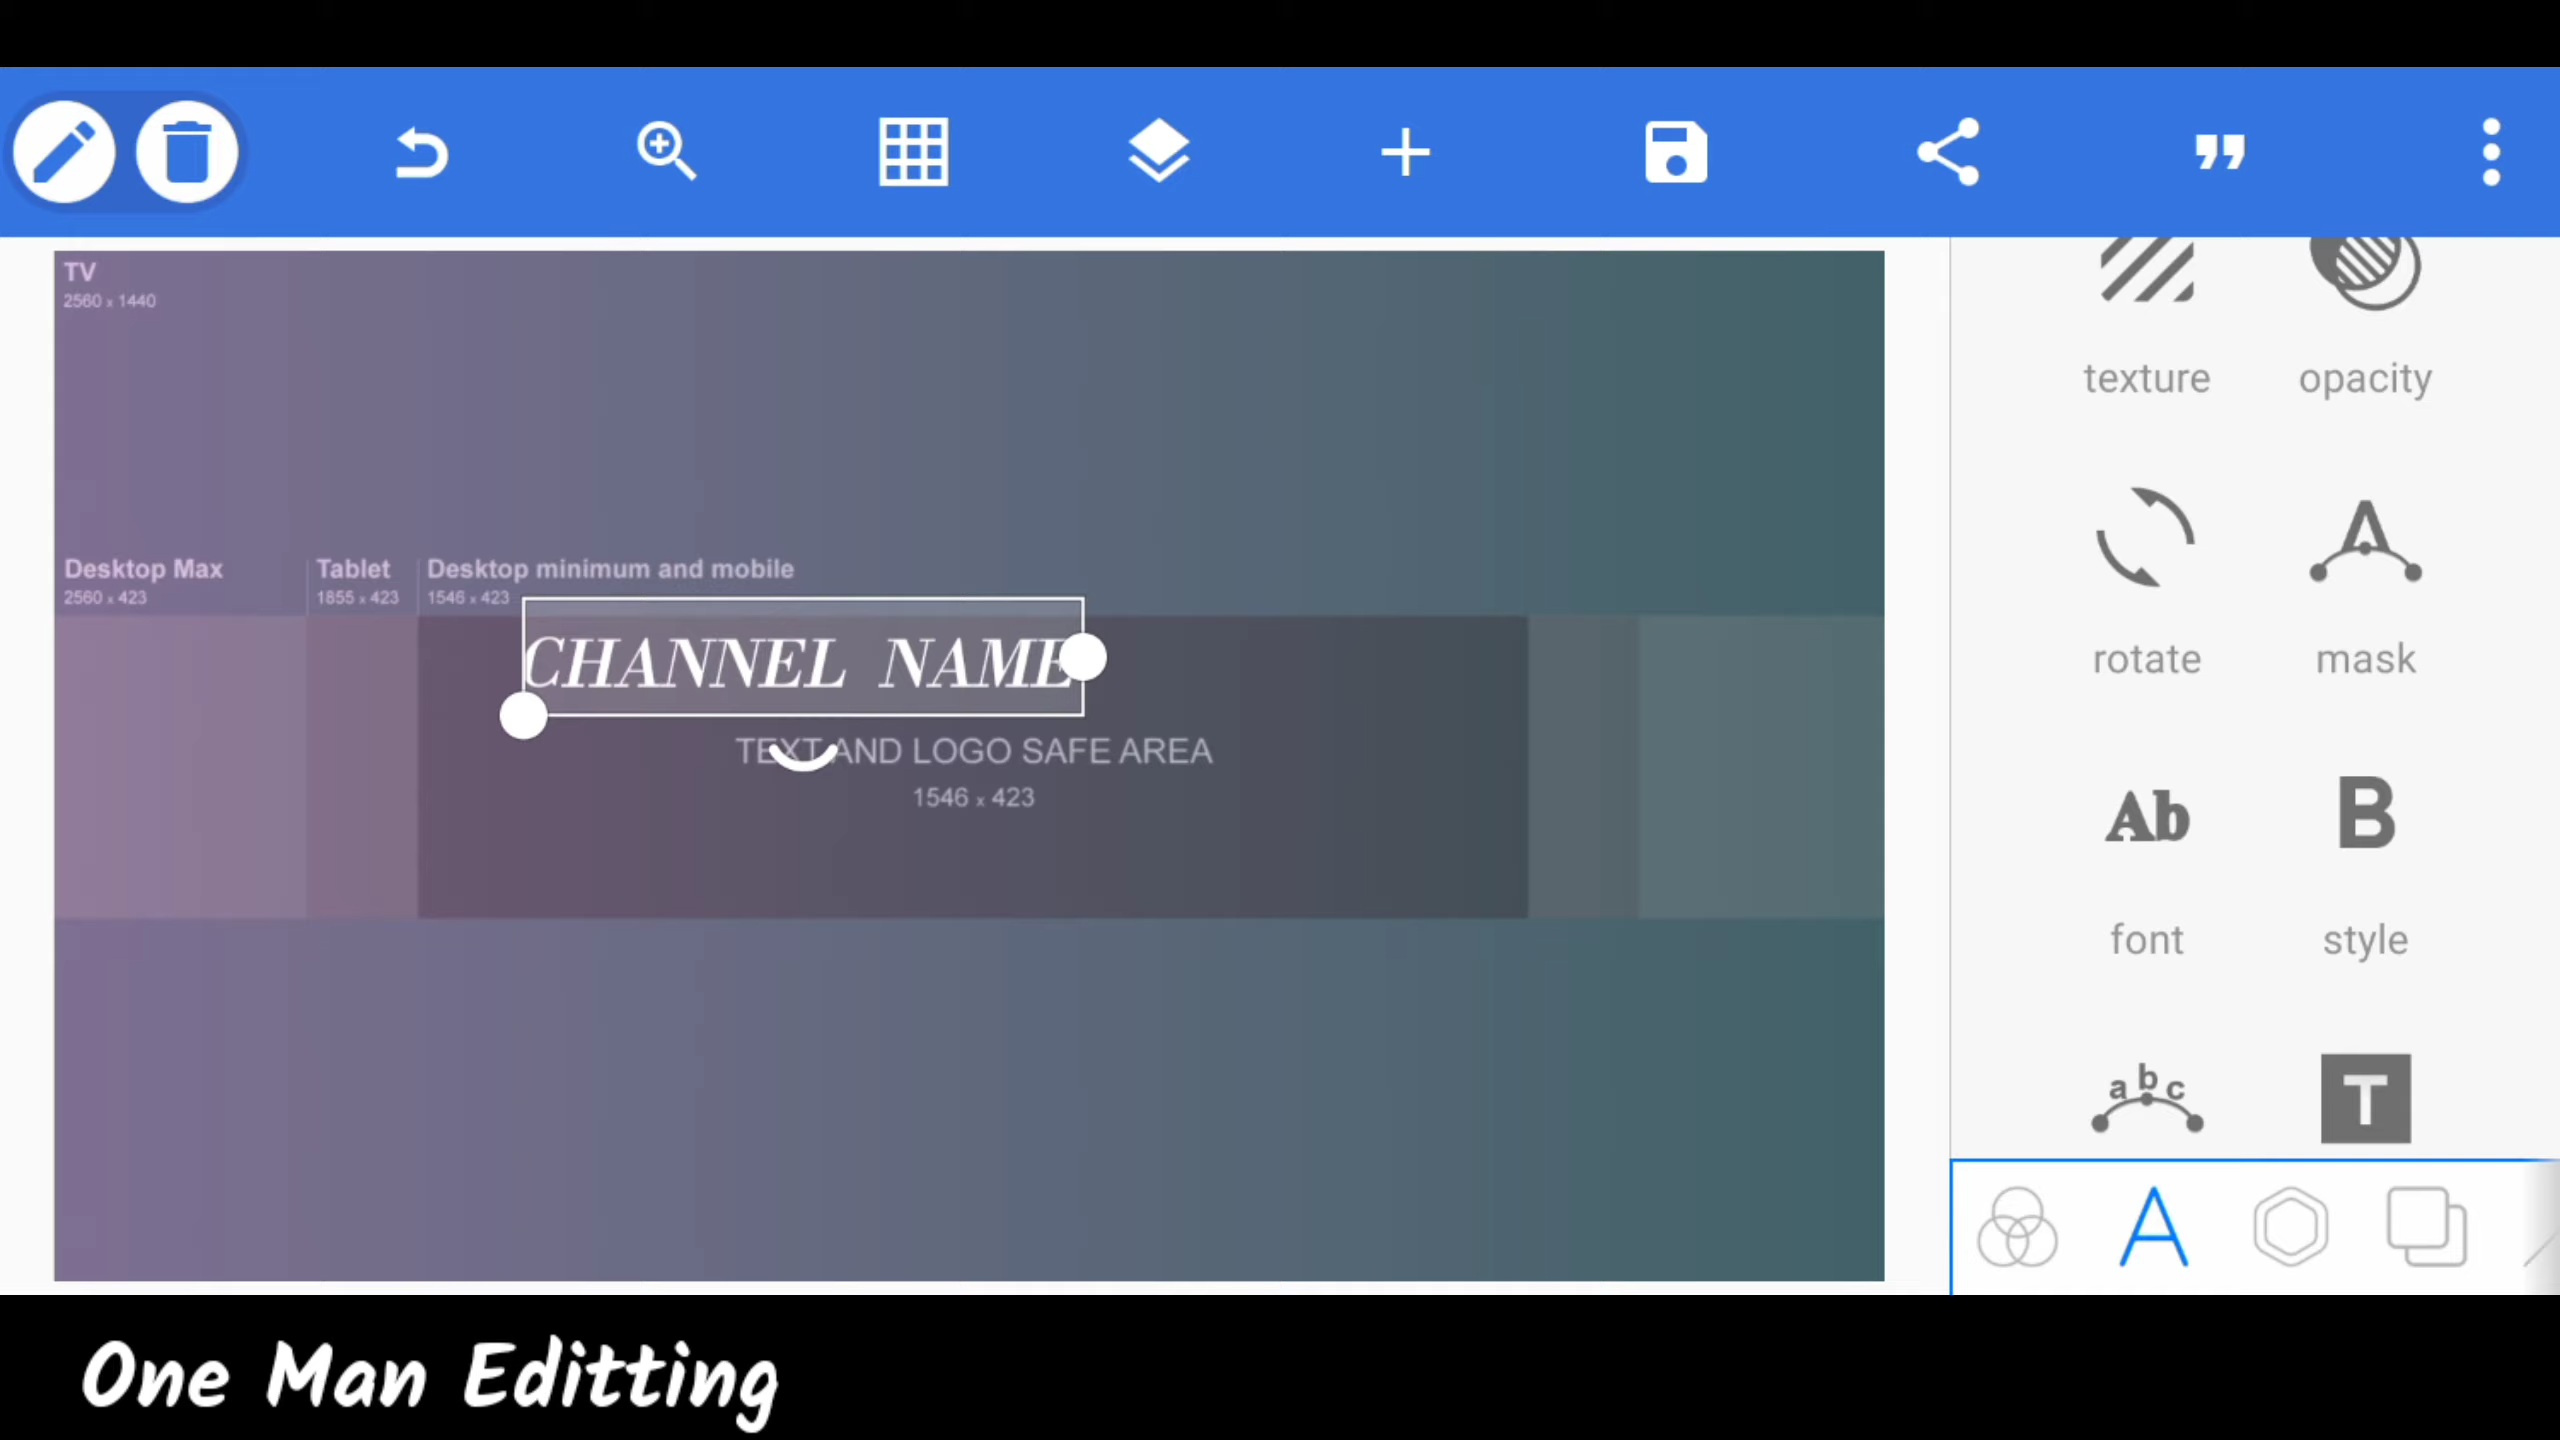 TV
2560 x 1440
texture
opacity
Desktop Max
2560 x 423
Tablet
1855 x 423
Desktop minimum and mobile
1546 x 423
CHANNEL NAME
TEXT AND LOGO SAFE AREA
1546 x 423
rotate
mask
Ab
B
font
style
abc
T
A
One Man Editting